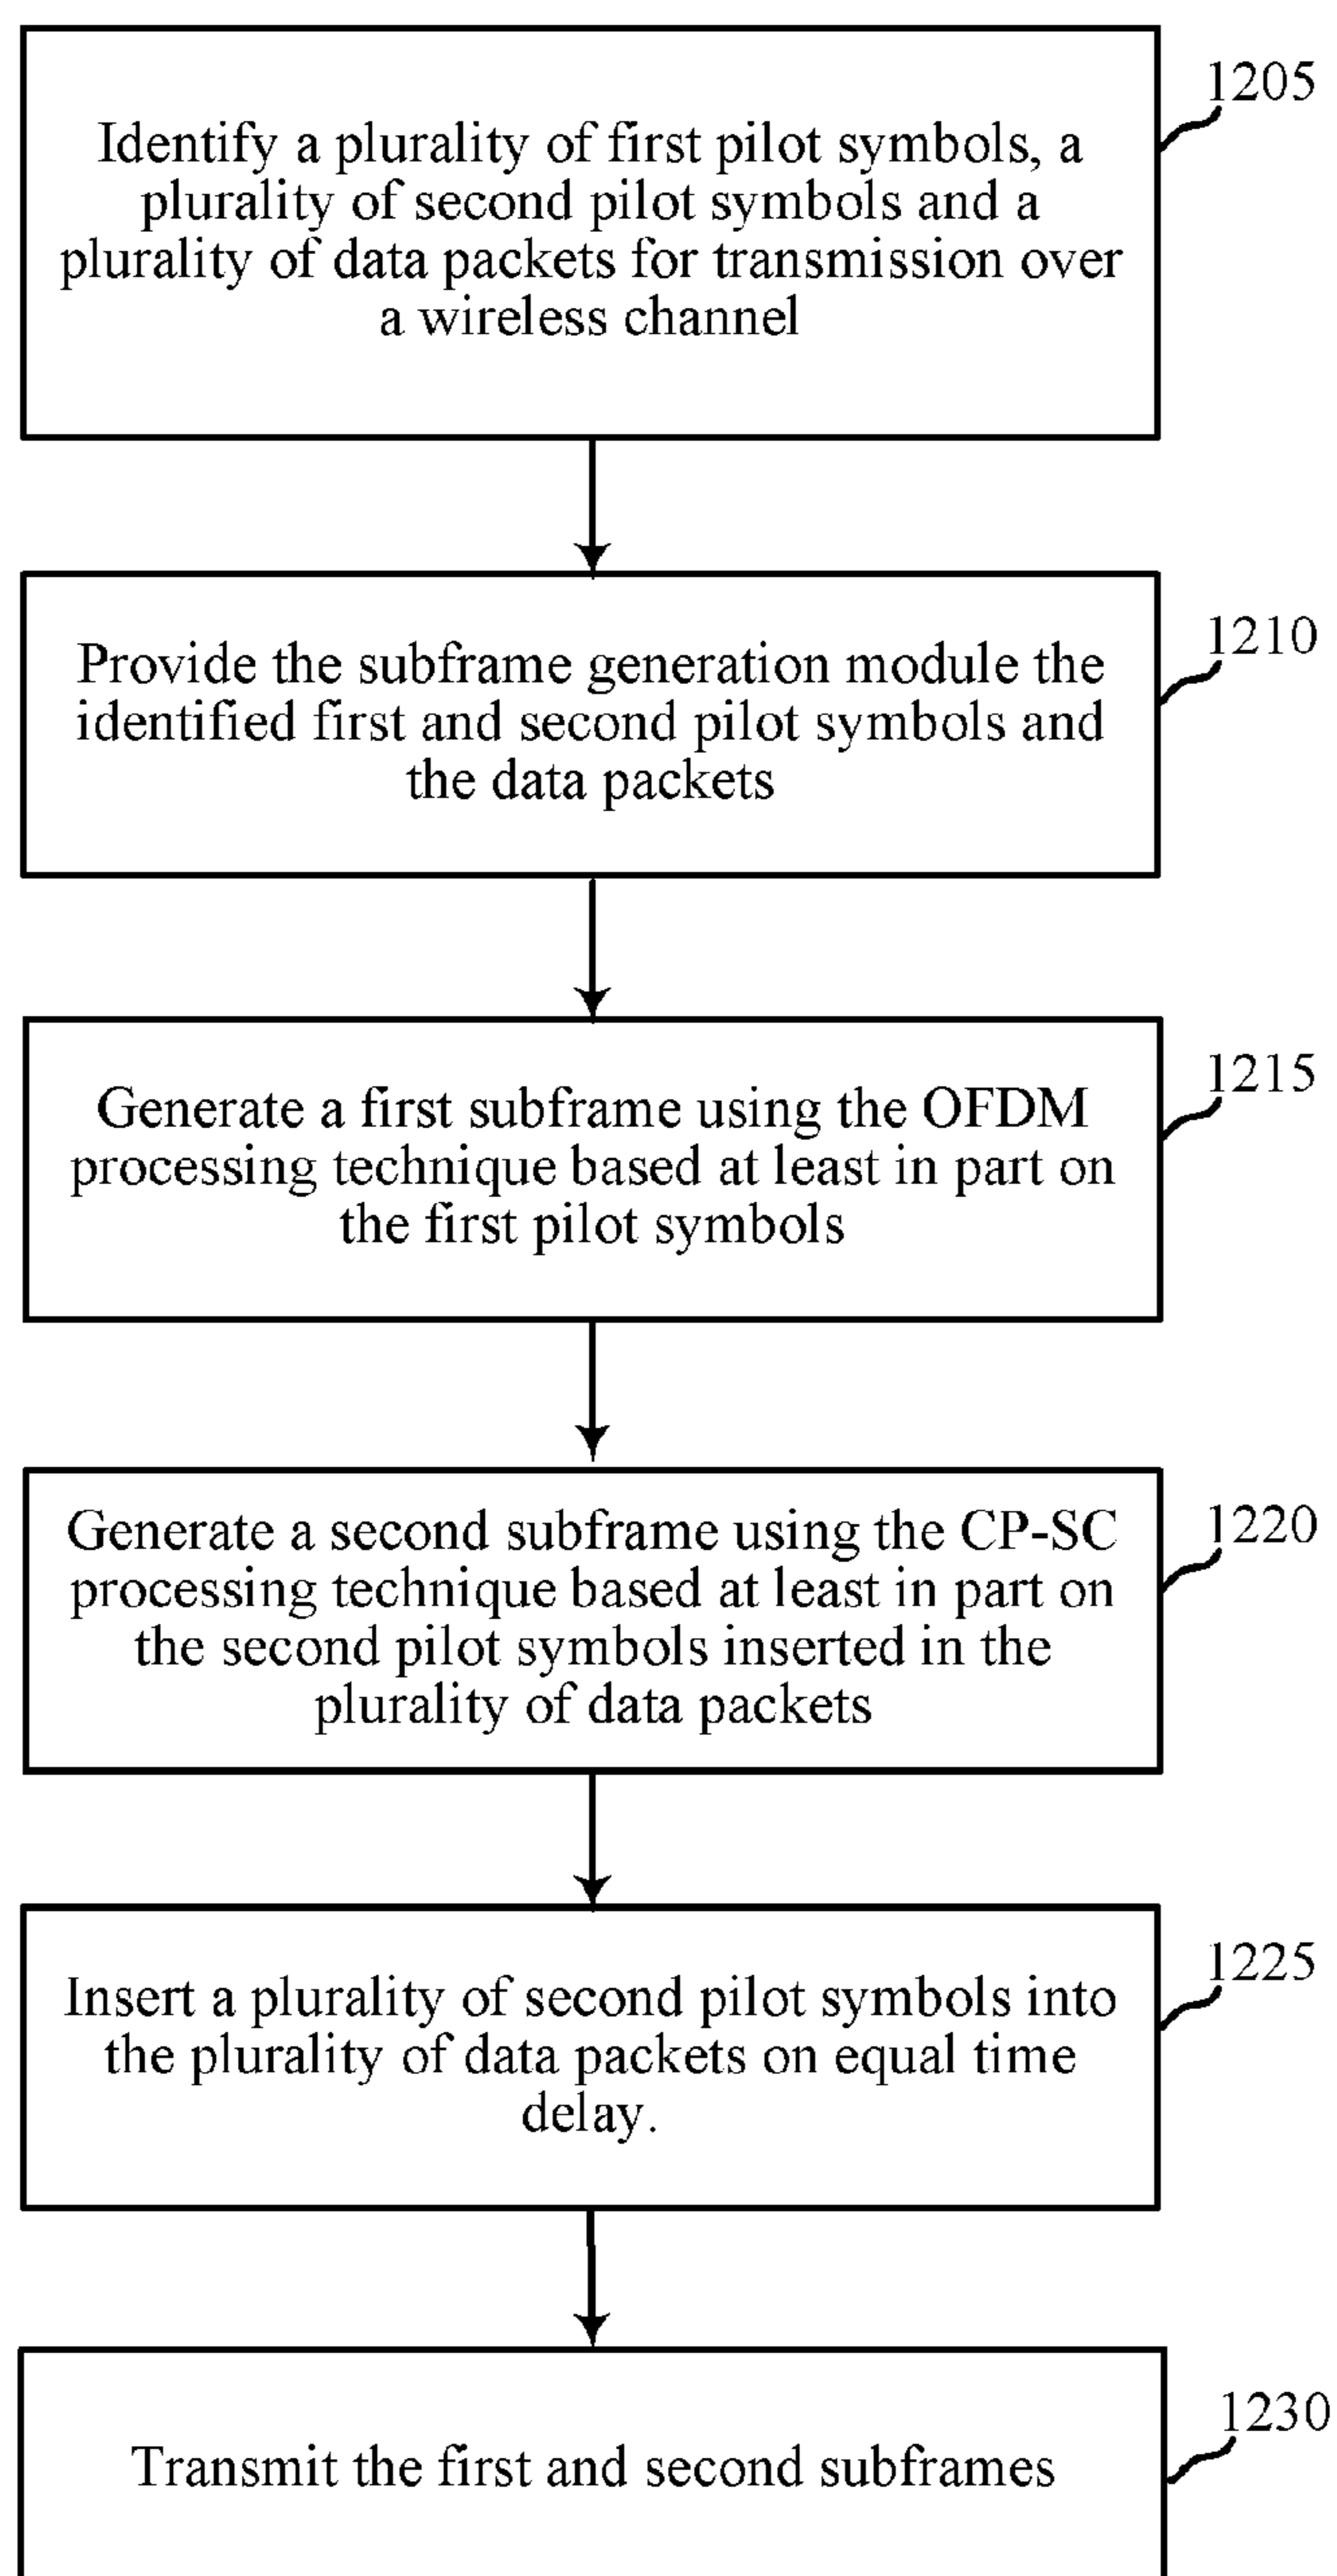 1205
Identify a plurality of first pilot symbols, a
plurality of second pilot symbols and a
plurality of data packets for transmission over
a wireless channel
1210
Provide the subframe generation module the
identified first and second pilot symbols and
the data packets
1215
Generate a first subframe using the OFDM
processing technique based at least in part on
the first pilot symbols
1220
Generate a second subframe using the CP-SC
processing technique based at least in part on
the second pilot symbols inserted in the
plurality of data packets
1225
Insert a plurality of second pilot symbols into
the plurality of data packets on equal time
delay.
1230
Transmit the first and second subframes